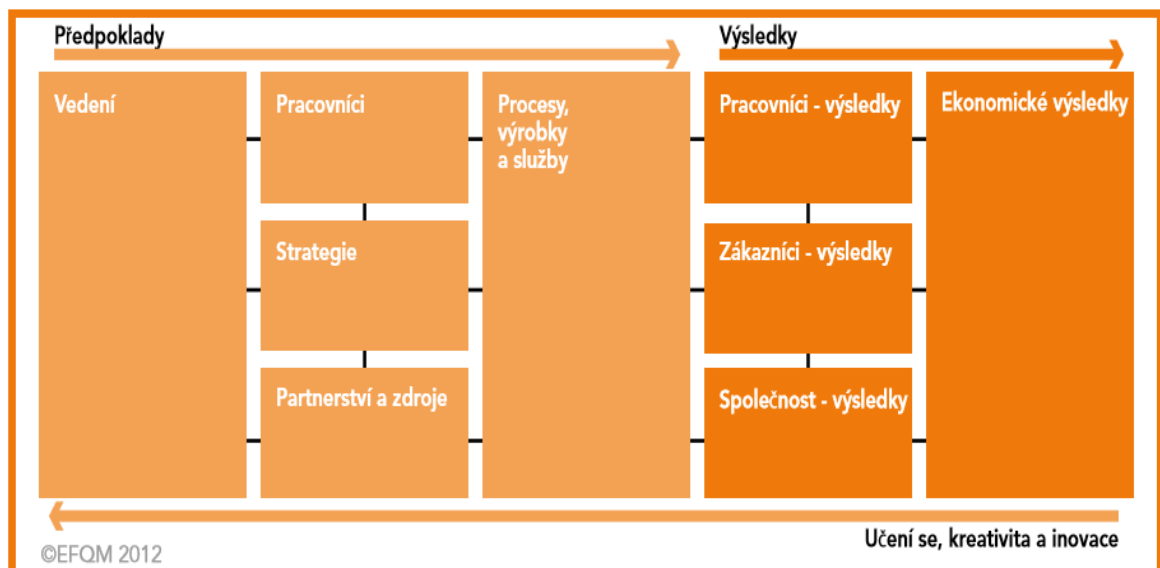 Předpoklady
Výsledky
Vedení
Pracovníci
Procesy,
výrobky
a služby
Pracovníci - výsledky
Ekonomické výsledky
Strategie
Zákazníci - výsledky
Partnerství a zdroje
Společnost - výsledky
Učení se, kreativita a inovace
©EFQM 2012